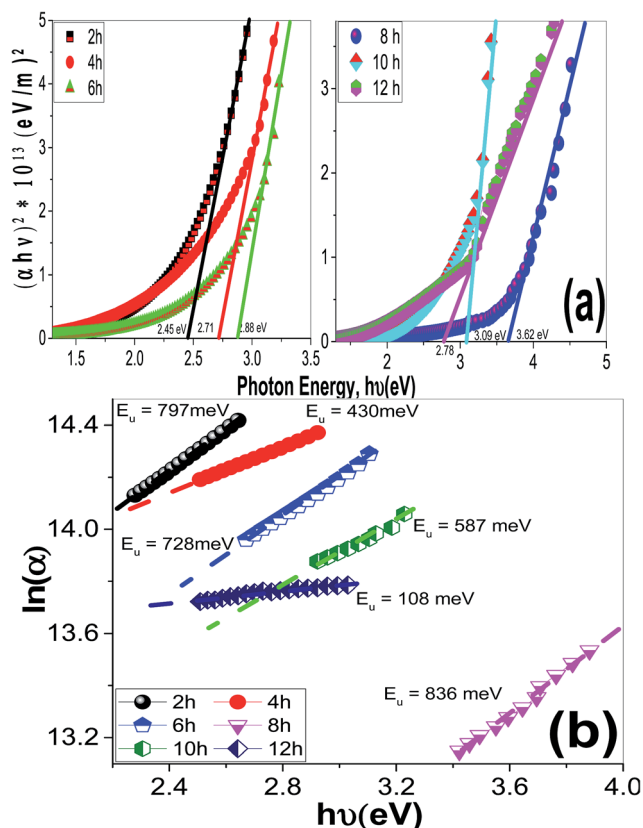 (αhν)² * 10¹³ (eV/m)²
5
4
3
2
1
0
2h
4h
6h
2.45 eV
2.71
2.88 eV
1.5
2.0
2.5
3.0
3.5
3
2
1
0
8 h
10 h
12 h
(a)
2.78
3.09 eV
3.62 eV
2
3
4
5
Photon Energy, hυ(eV)
ln(α)
14.4
14.0
13.6
13.1
E_u = 797meV
E_u = 430meV
E_u = 728meV
E_u = 587 meV
E_u = 108 meV
E_u = 836 meV
2h
4h
6h
8h
10h
12h
(b)
2.4
2.8
3.2
3.6
4.0
hυ(eV)